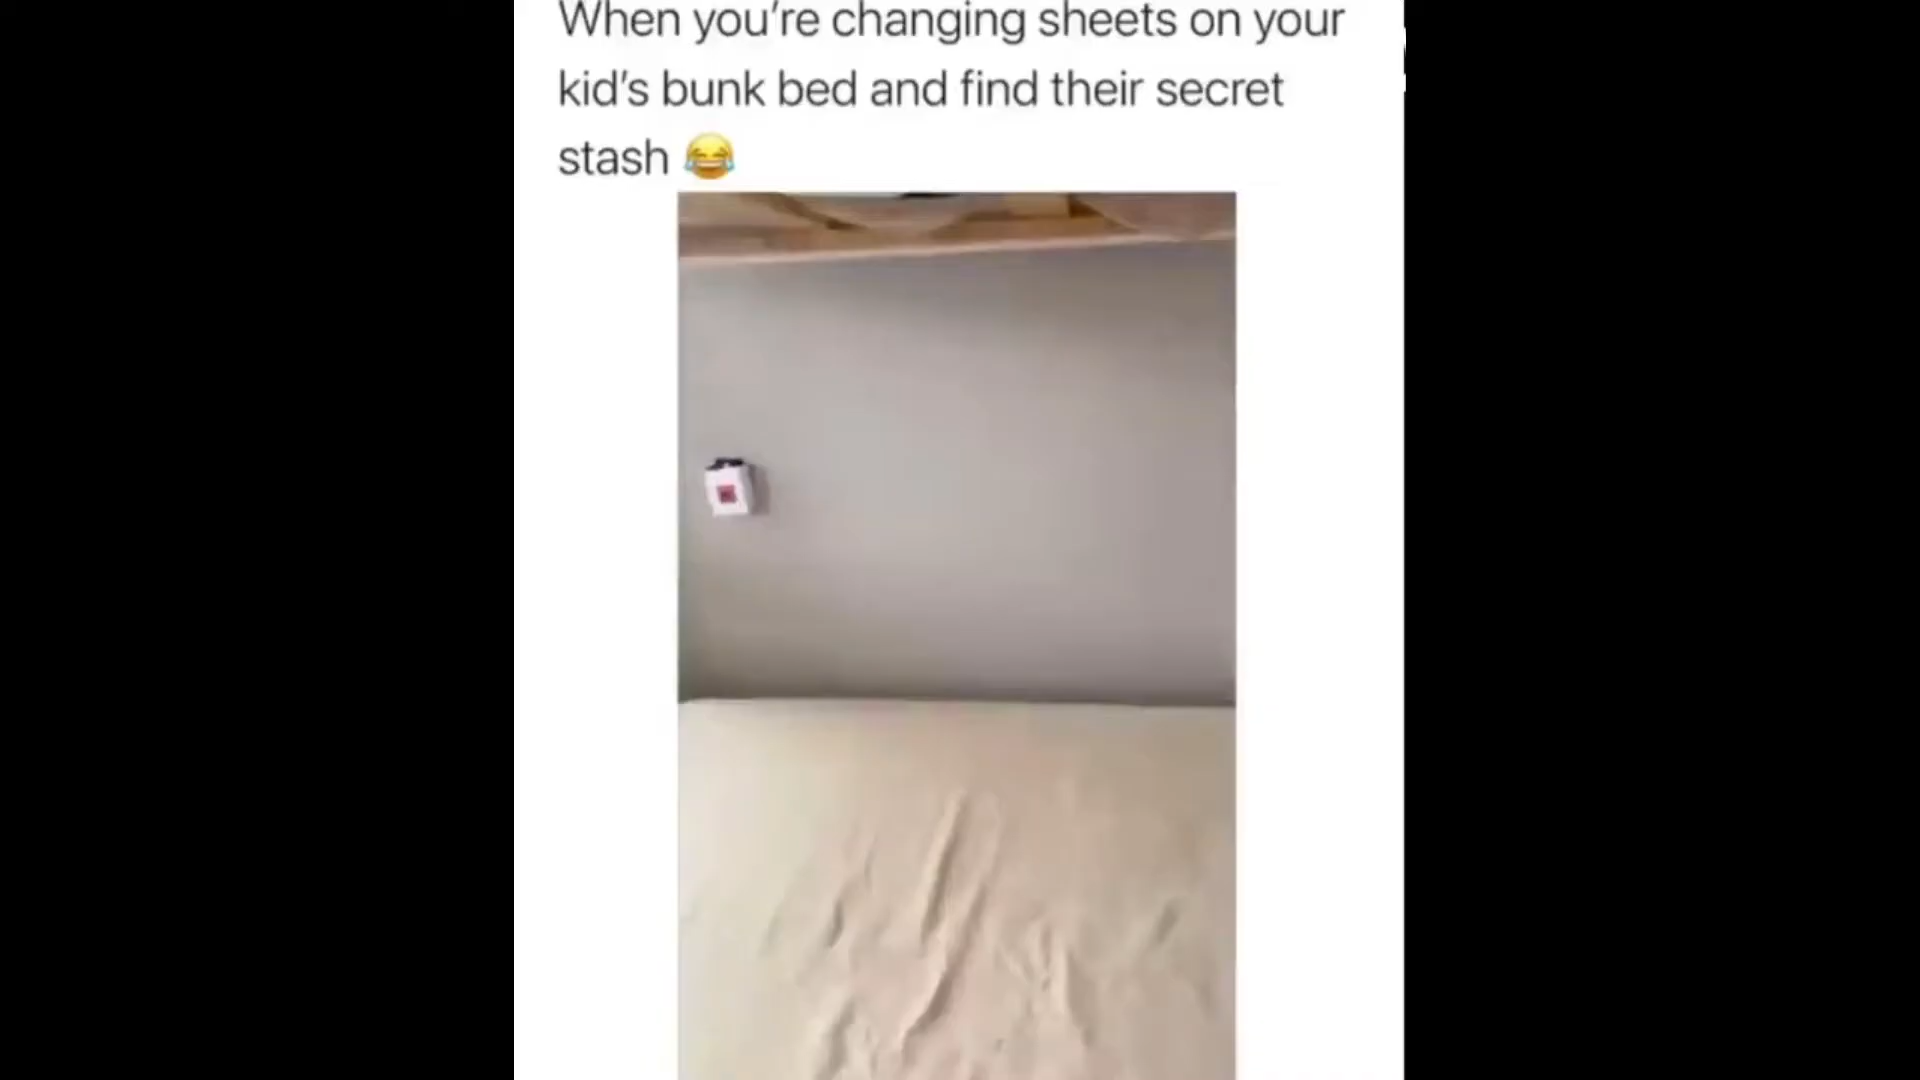 When you're changing sheets on your
kid's bunk bed and find their secret
stash 😂